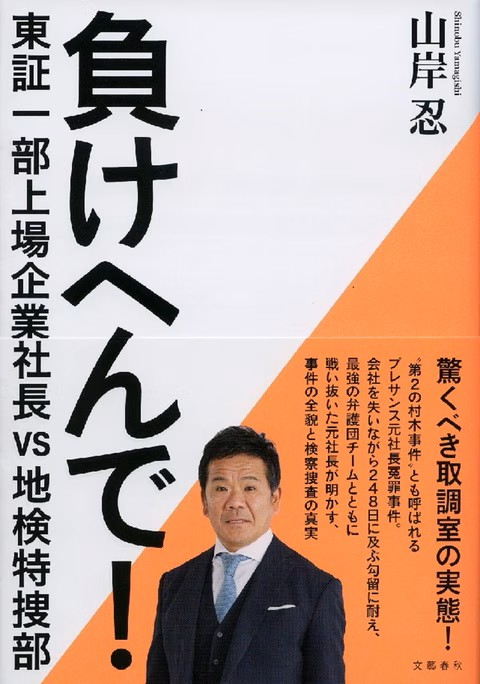 山岸忍
Shinobu Yamagishi
負けへんで!
東証一部上場企業社長VS地検特捜部
驚くべき取調室の実態!
“第2の村木事件”とも呼ばれる
プレサンス元社長冤罪事件。
会社を失いながら248日に及ぶ勾留に耐え、
最強の弁護団チームとともに
戦い抜いた元社長が明かす、
事件の全貌と検察捜査の真実
文藝春秋